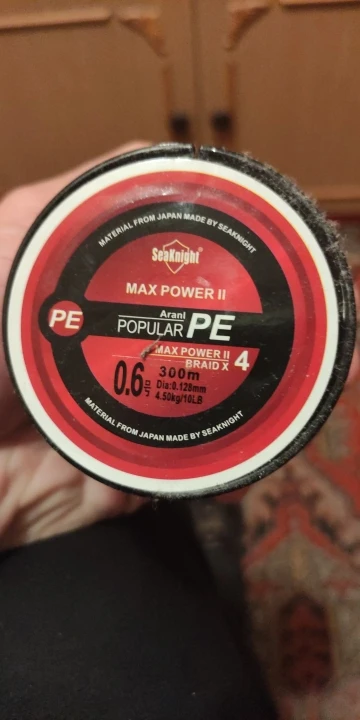 MATERIAL FROM JAPAN MADE BY SEAKNIGHT
SeaKnight®
MAX POWER II
PE
Arani
POPULAR PE
MAX POWER II
BRAID X 4
0.6
300m
Dia:0.128mm
4.50kg/10LB
MATERIAL FROM JAPAN MADE BY SEAKNIGHT